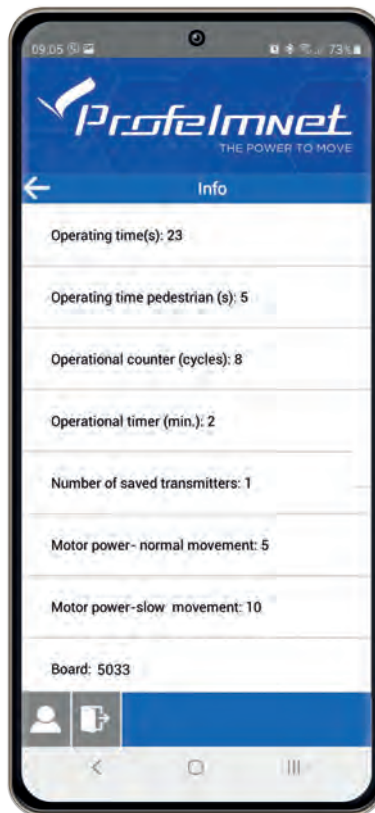 09:05
73%
Profelmnet
THE POWER TO MOVE
Info
Operating time(s): 23
Operating time pedestrian (s): 5
Operational counter (cycles): 8
Operational timer (min.): 2
Number of saved transmitters: 1
Motor power- normal movement: 5
Motor power-slow movement: 10
Board: 5033